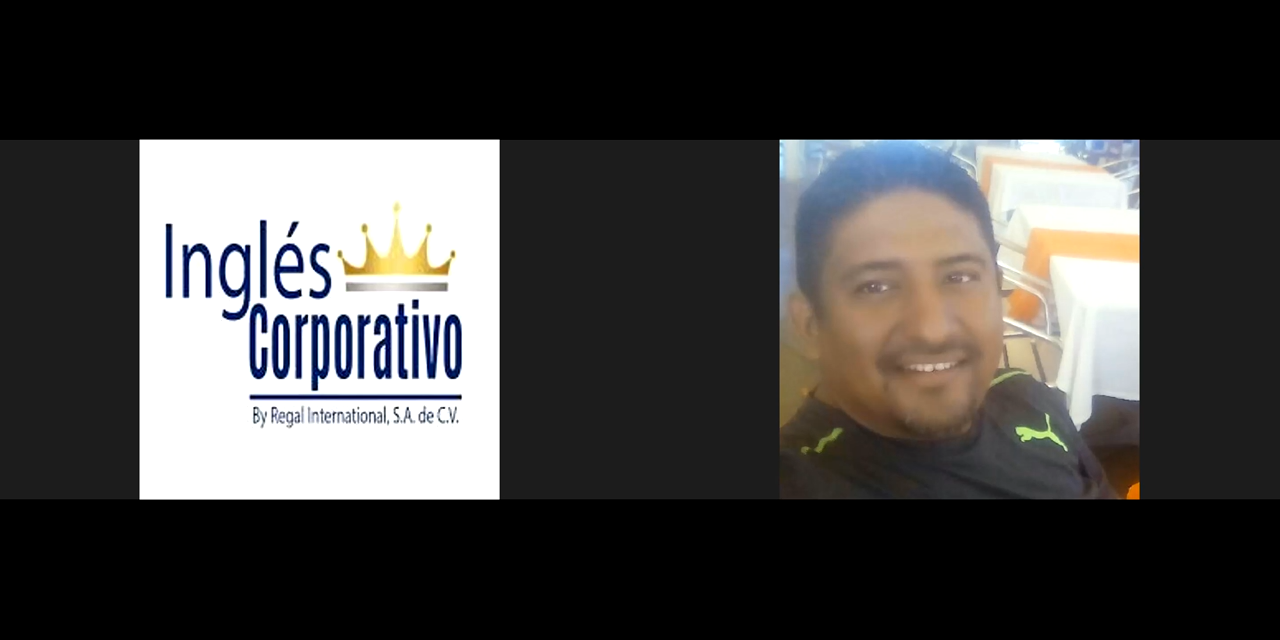 Inglés
Corporativo
By Regal International, S.A. de C.V.